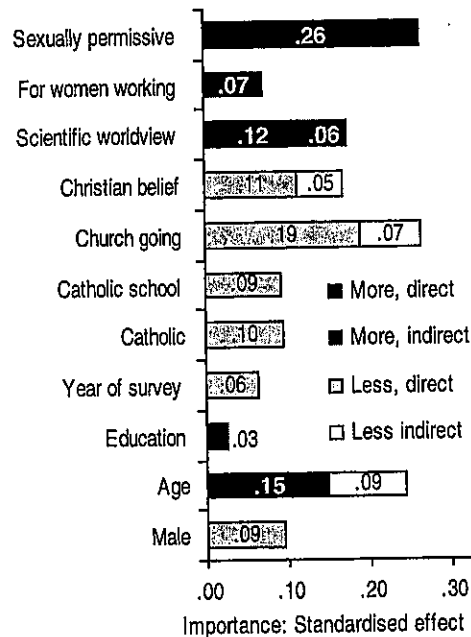 Sexually permissive .26
For women working .07
Scientific worldview .12 .06
Christian belief 11 .05
Church going 19 .07
Catholic school .09
■ More, direct
Catholic 10
■ More, indirect
Year of survey .06
□ Less, direct
Education .03
□ Less indirect
Age .15 .09
Male .09
.00 .10 .20 .30
Importance: Standardised effect